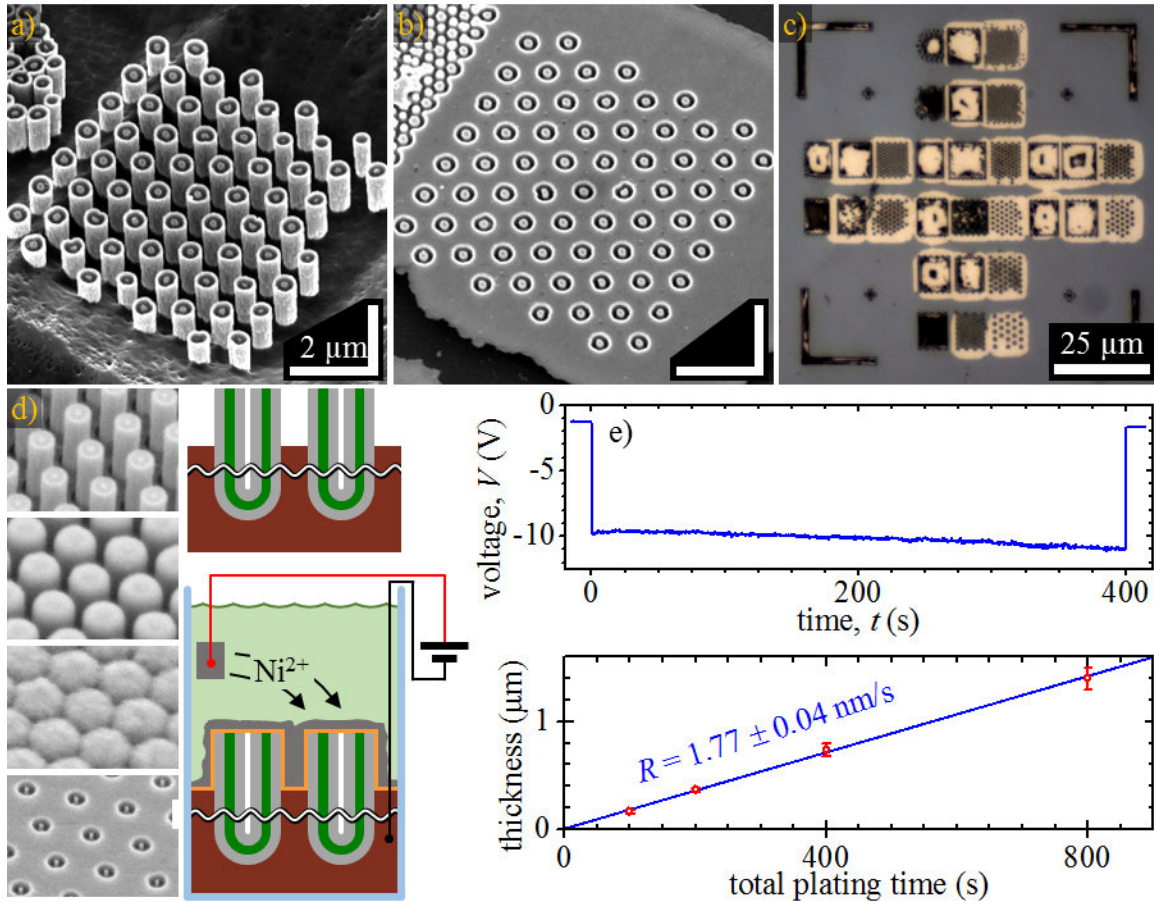 a)
2 µm
b)
c)
25 µm
d)
Ni²⁺
e)
0
-5
-10
voltage, V (V)
0 200 400
time, t (s)
R = 1.77 ± 0.04 nm/s
1
0
thickness (µm)
0 400 800
total plating time (s)